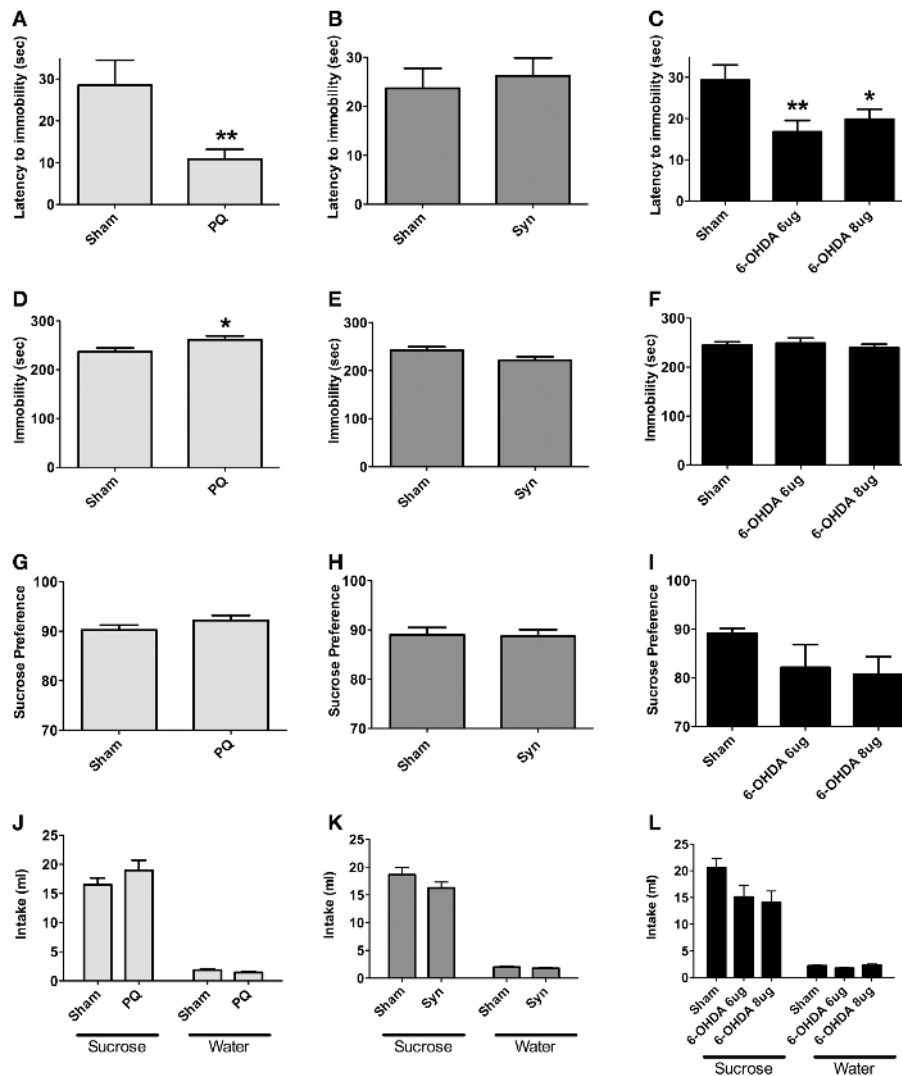 A
Latency to immobility (sec)
30
20
10
0
**
Sham
PQ
B
Latency to immobility (sec)
30
20
10
0
Sham
Syn
C
Latency to immobility (sec)
40
30
20
10
0
**
*
Sham
6-OHDA 6ug
6-OHDA 8ug
D
Immobility (sec)
300
200
100
0
*
Sham
PQ
E
Immobility (sec)
300
200
100
0
Sham
Syn
F
Immobility (sec)
300
200
100
0
Sham
6-OHDA 6ug
6-OHDA 8ug
G
Sucrose Preference
100
90
80
70
Sham
PQ
H
Sucrose Preference
100
90
80
70
Sham
Syn
I
Sucrose Preference
100
90
80
70
Sham
6-OHDA 6ug
6-OHDA 8ug
J
Intake (ml)
25
20
15
10
5
0
Sham
PQ
Sham
PQ
Sucrose
Water
K
Intake (ml)
25
20
15
10
5
0
Sham
Syn
Sham
Syn
Sucrose
Water
L
Intake (ml)
25
20
15
10
5
0
Sham
6-OHDA 6ug
6-OHDA 8ug
Sham
6-OHDA 6ug
6-OHDA 8ug
Sucrose
Water